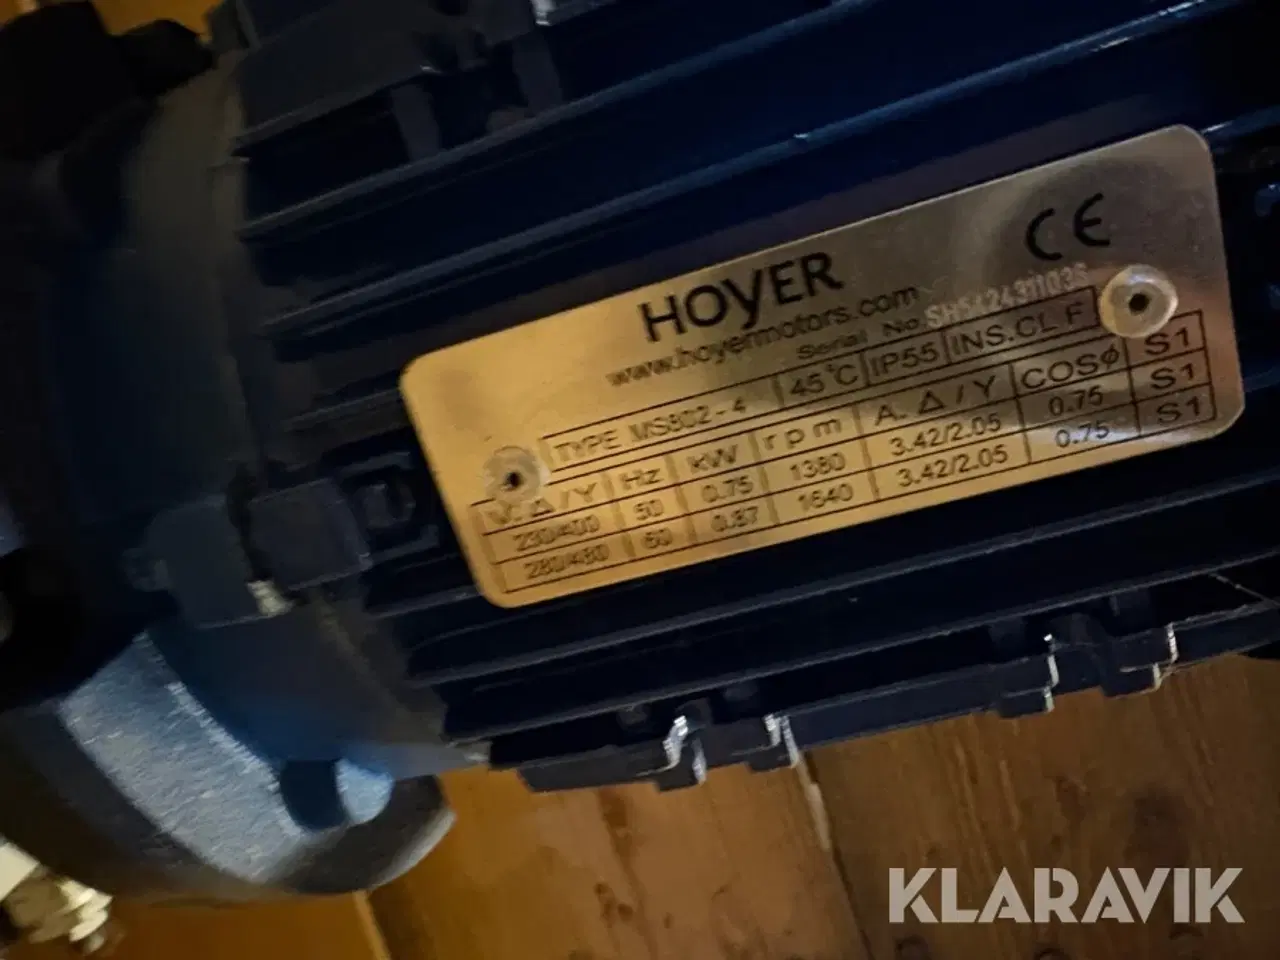 CE
HOYER
www.hoyermotors.com
Serial No. SH5424311036
TYPE MS802-4 45°C IP55 INS.CL F
V. Δ/Y Hz kW rpm A. Δ/Y COSϕ S1
230/400 50 0.75 1380 3.42/2.05 0.75 S1
280/480 60 0.87 1640 3.42/2.05 0.75 S1
KLARAVIK